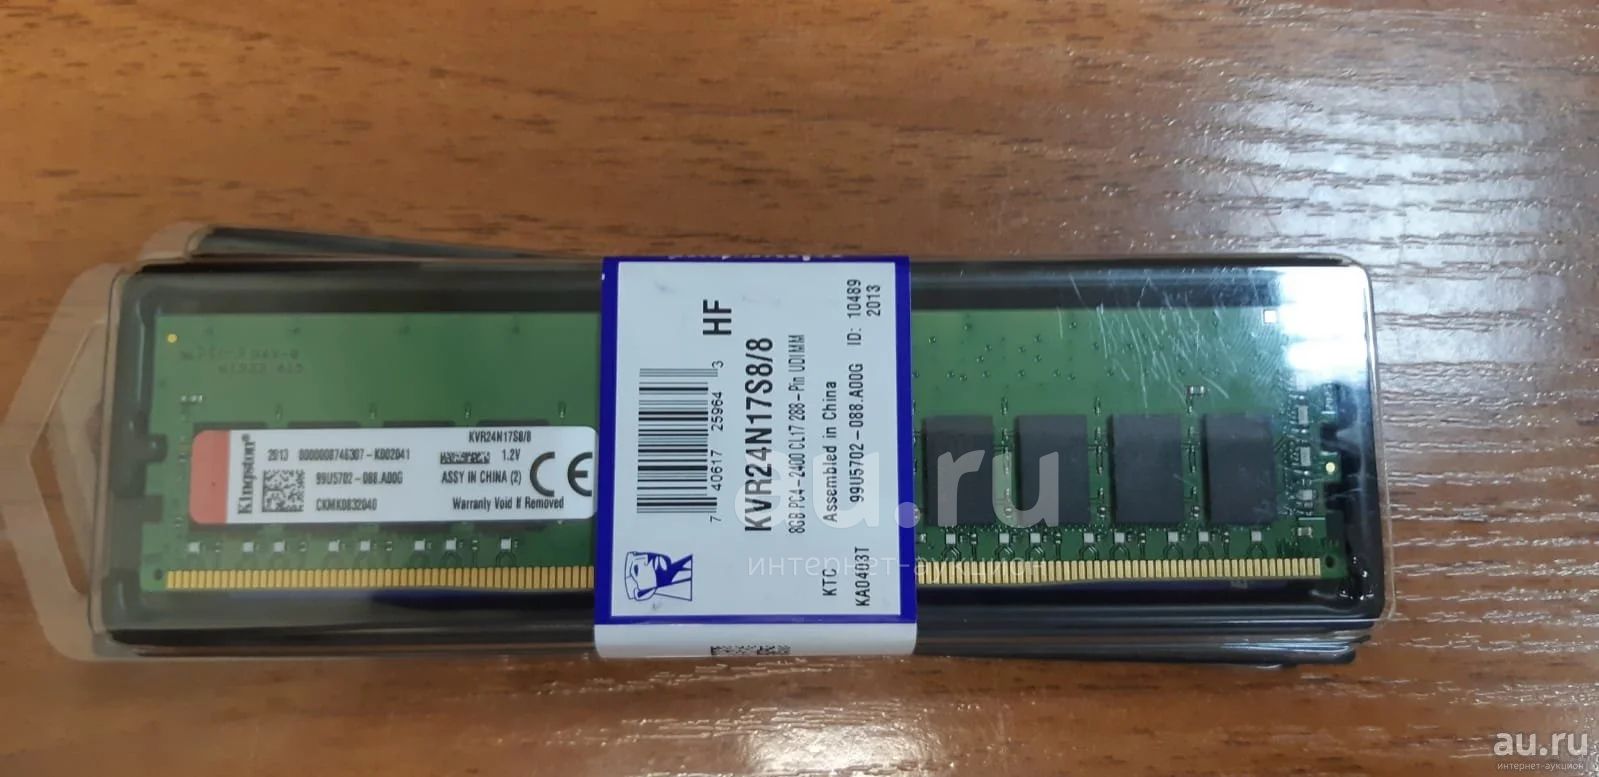 Kingston
KVR24N17S8/8
2013 0000008746307-K002041
1.2V
99U5702-088.A00G
ASSY IN CHINA (2)
CKMK0832040
Warranty Void If Removed
CE
HF
7 40617 25964 3
KVR24N17S8/8
8GB PC4-2400 CL17 288-Pin UDIMM
Assembled in China
99U5702-088.A00G ID: 10489
2013
KTC
KA0403T
au.ru
интернет-аукцион
au.ru
интернет-аукцион